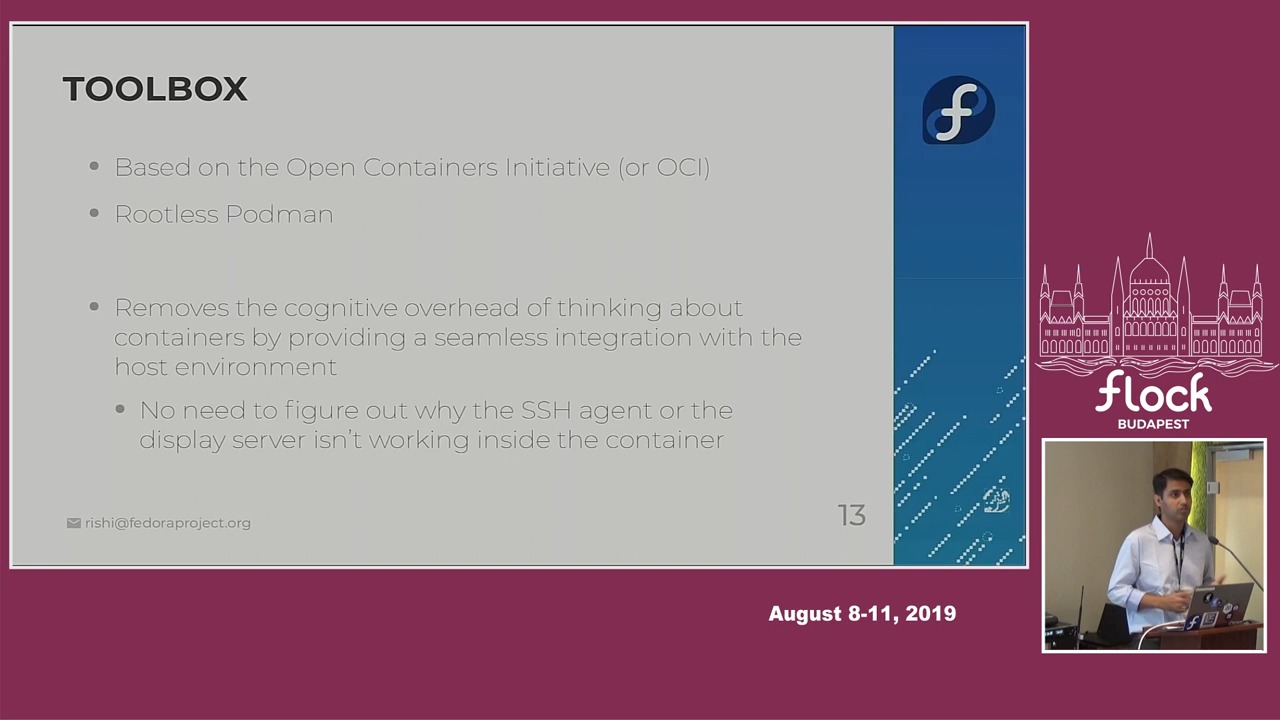 TOOLBOX
Based on the Open Containers Initiative (or OCI)
Rootless Podman
Removes the cognitive overhead of thinking about
containers by providing a seamless integration with the
host environment
No need to figure out why the SSH agent or the
display server isn’t working inside the container
rishi@fedoraproject.org
13
flock
BUDAPEST
August 8-11, 2019